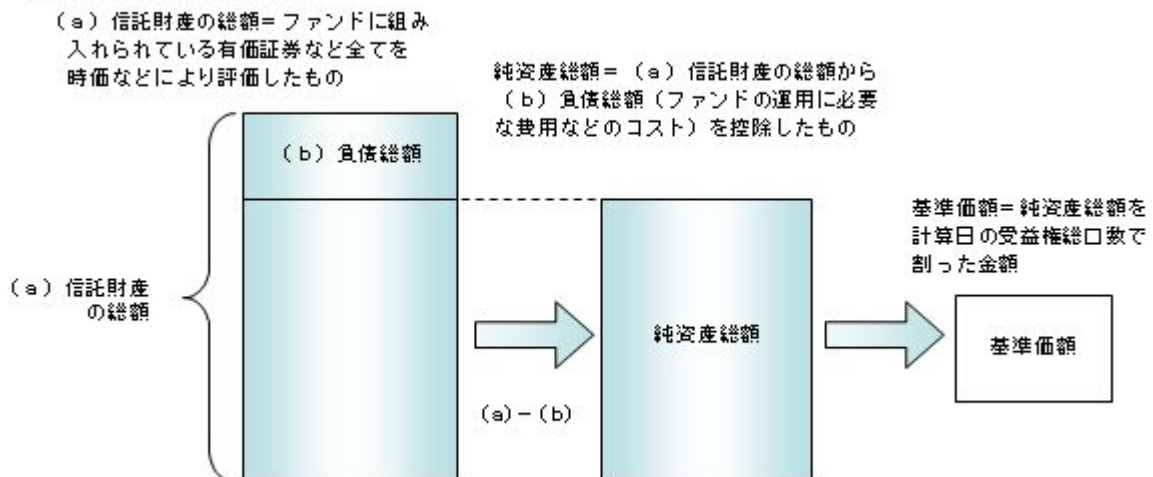 (a)信託財産の総額=ファンドに組み
入れられている有価証券など全てを
時価などにより評価したもの
純資産総額=(a)信託財産の総額から
(b)負債総額(ファンドの運用に必要
な費用などのコスト)を控除したもの
(b)負債総額
基準価額=純資産総額を
計算日の受益権総口数で
割った金額
(a)信託財産
の総額
純資産総額
基準価額
(a)-(b)